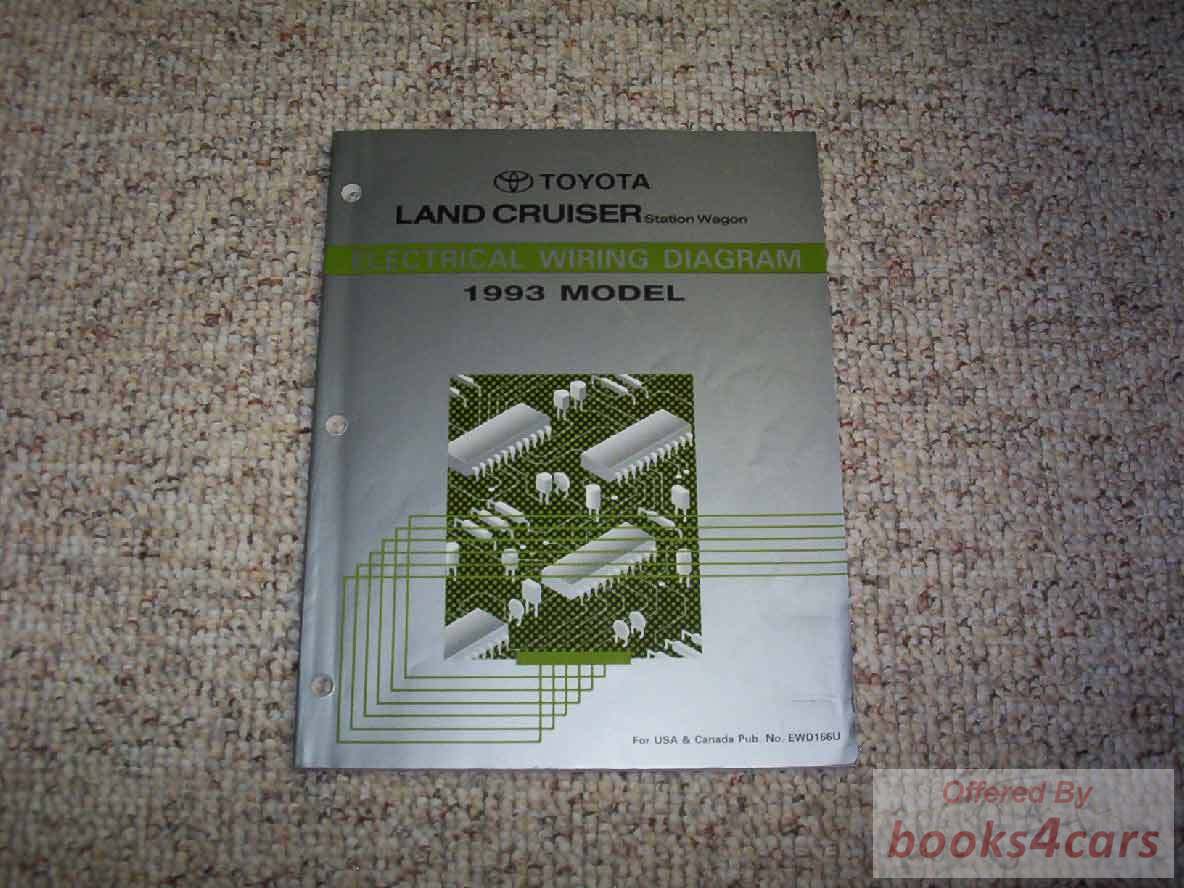 TOYOTA
LAND CRUISER Station Wagon
ELECTRICAL WIRING DIAGRAM
1993 MODEL
For USA & Canada Pub. No. EWD166U
Offered By
books4cars